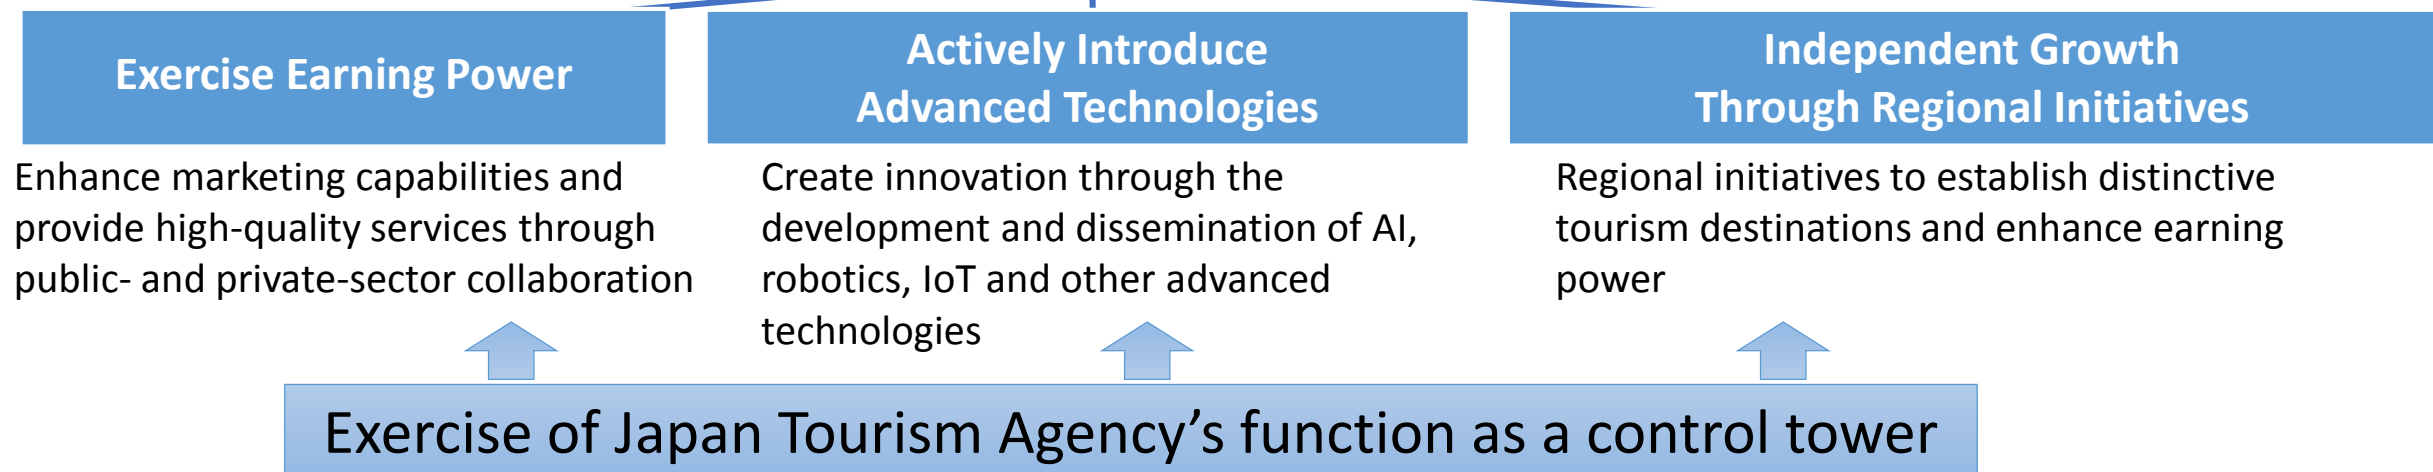 Exercise Earning Power
Actively Introduce
Advanced Technologies
Independent Growth
Through Regional Initiatives
Enhance marketing capabilities and
provide high-quality services through
public- and private-sector collaboration
Create innovation through the
development and dissemination of AI,
robotics, IoT and other advanced
technologies
Regional initiatives to establish distinctive
tourism destinations and enhance earning
power
Exercise of Japan Tourism Agency’s function as a control tower